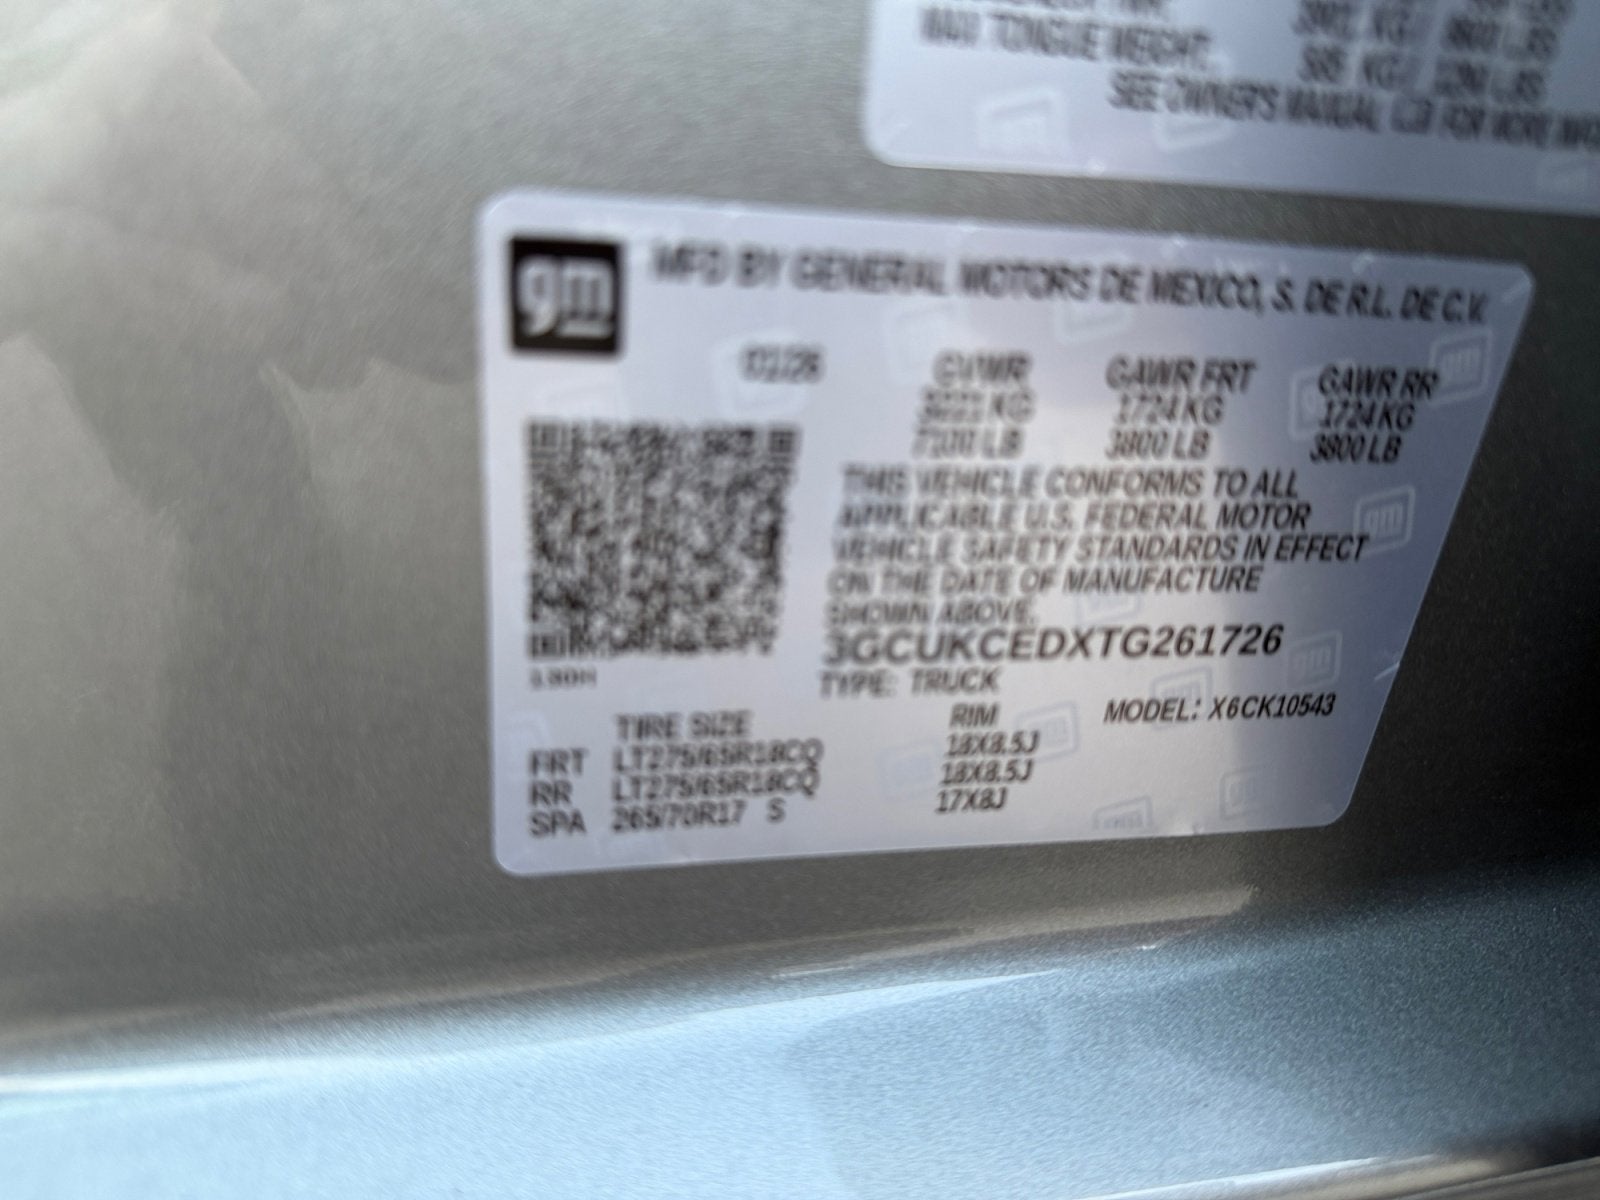 MAX TONGUE WEIGHT:
SEE OWNER'S MANUAL FOR MORE
gm
MFD BY GENERAL MOTORS DE MEXICO, S. DE R.L. DE C.V.
GVWR GAWR FRT GAWR RR
KG 1724 KG 1724 KG
7100 LB 3800 LB 3800 LB
THIS VEHICLE CONFORMS TO ALL
APPLICABLE U.S. FEDERAL MOTOR
VEHICLE SAFETY STANDARDS IN EFFECT
ON THE DATE OF MANUFACTURE
SHOWN ABOVE.
3GCUKCEDXTG261726
TYPE: TRUCK
MODEL: X6CK10543
TIRE SIZE RIM
FRT LT275/65R18CQ 18X8.5J
RR LT275/65R18CQ 18X8.5J
SPA 265/70R17 S 17X8J